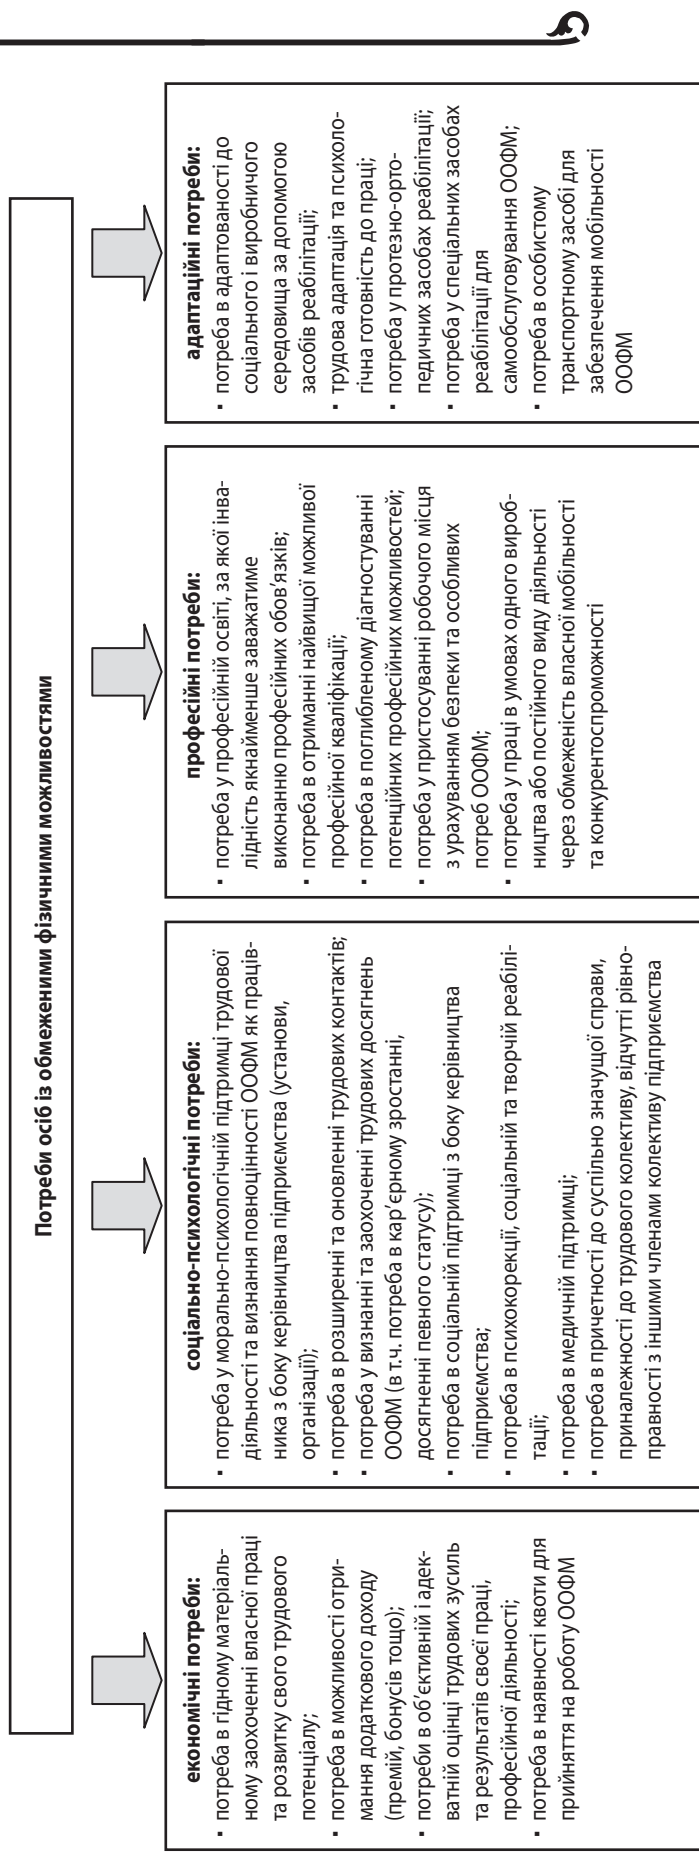 Потреби осіб із обмеженими фізичними можливостями
економічні потреби:
▪ потреба в гідному матеріаль-
ному заохоченні власної праці
та розвитку свого трудового
потенціалу;
▪ потреба в можливості отри-
мання додаткового доходу
(премій, бонусів тощо);
▪ потреби в об'єктивній і адек-
ватній оцінці трудових зусиль
та результатів своєї праці,
професійної діяльності;
▪ потреба в наявності квоти для
прийняття на роботу ООФМ
соціально-психологічні потреби:
▪ потреба у морально-психологічній підтримці трудової
діяльності та визнання повноцінності ООФМ як праців-
ника з боку керівництва підприємства (установи,
організації);
▪ потреба в розширенні та оновленні трудових контактів;
▪ потреба у визнанні та заохоченні трудових досягнень
ООФМ (в т.ч. потреба в кар'єрному зростанні,
досягненні певного статусу);
▪ потреба в соціальній підтримці з боку керівництва
підприємства;
▪ потреба в психокорекції, соціальній та творчій реабілі-
тації;
▪ потреба в медичній підтримці;
▪ потреба в причетності до суспільно значущої справи,
приналежності до трудового колективу, відчутті рівно-
правності з іншими членами колективу підприємства
професійні потреби:
▪ потреба у професійній освіті, за якої інва-
лідність якнайменше заважатиме
виконанню професійних обов'язків;
▪ потреба в отриманні найвищої можливої
професійної кваліфікації;
▪ потреба в поглибленому діагностуванні
потенційних професійних можливостей;
▪ потреба у пристосуванні робочого місця
з урахуванням безпеки та особливих
потреб ООФМ;
▪ потреба у праці в умовах одного вироб-
ництва або постійного виду діяльності
через обмеженість власної мобільності
та конкурентоспроможності
адаптаційні потреби:
▪ потреба в адаптованості до
соціального і виробничого
середовища за допомогою
засобів реабілітації;
▪ трудова адаптація та психоло-
гічна готовність до праці;
▪ потреба у протезно-орто-
педичних засобах реабілітації;
▪ потреба у спеціальних засобах
реабілітації для
самообслуговування ООФМ;
▪ потреба в особистому
транспортному засобі для
забезпечення мобільності
ООФМ